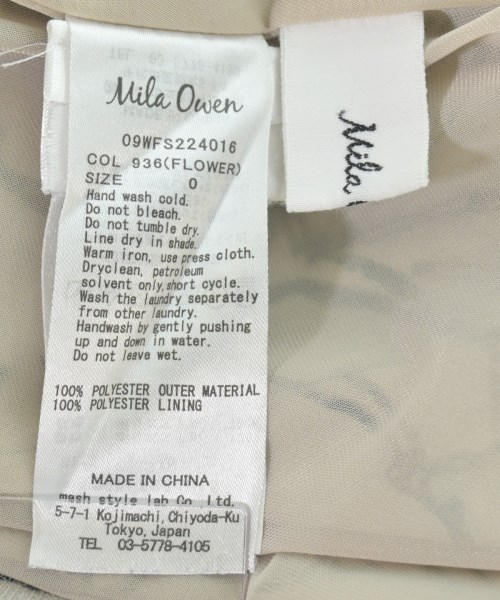 Mila Owen
09WFS224016
COL 936(FLOWER)
SIZE 0
Hand wash cold.
Do not bleach.
Do not tumble dry.
Line dry in shade.
Warm iron, use press cloth.
Dryclean, petroleum
solvent only, short cycle.
Wash the laundry separately
from other laundry.
Handwash by gently pushing
up and down in water.
Do not leave wet.
100% POLYESTER OUTER MATERIAL
100% POLYESTER LINING
MADE IN CHINA
mash style lab Co.,Ltd.
5-7-1 Kojimachi, Chiyoda-Ku
Tokyo, Japan
TEL 03-5778-4105
Mila